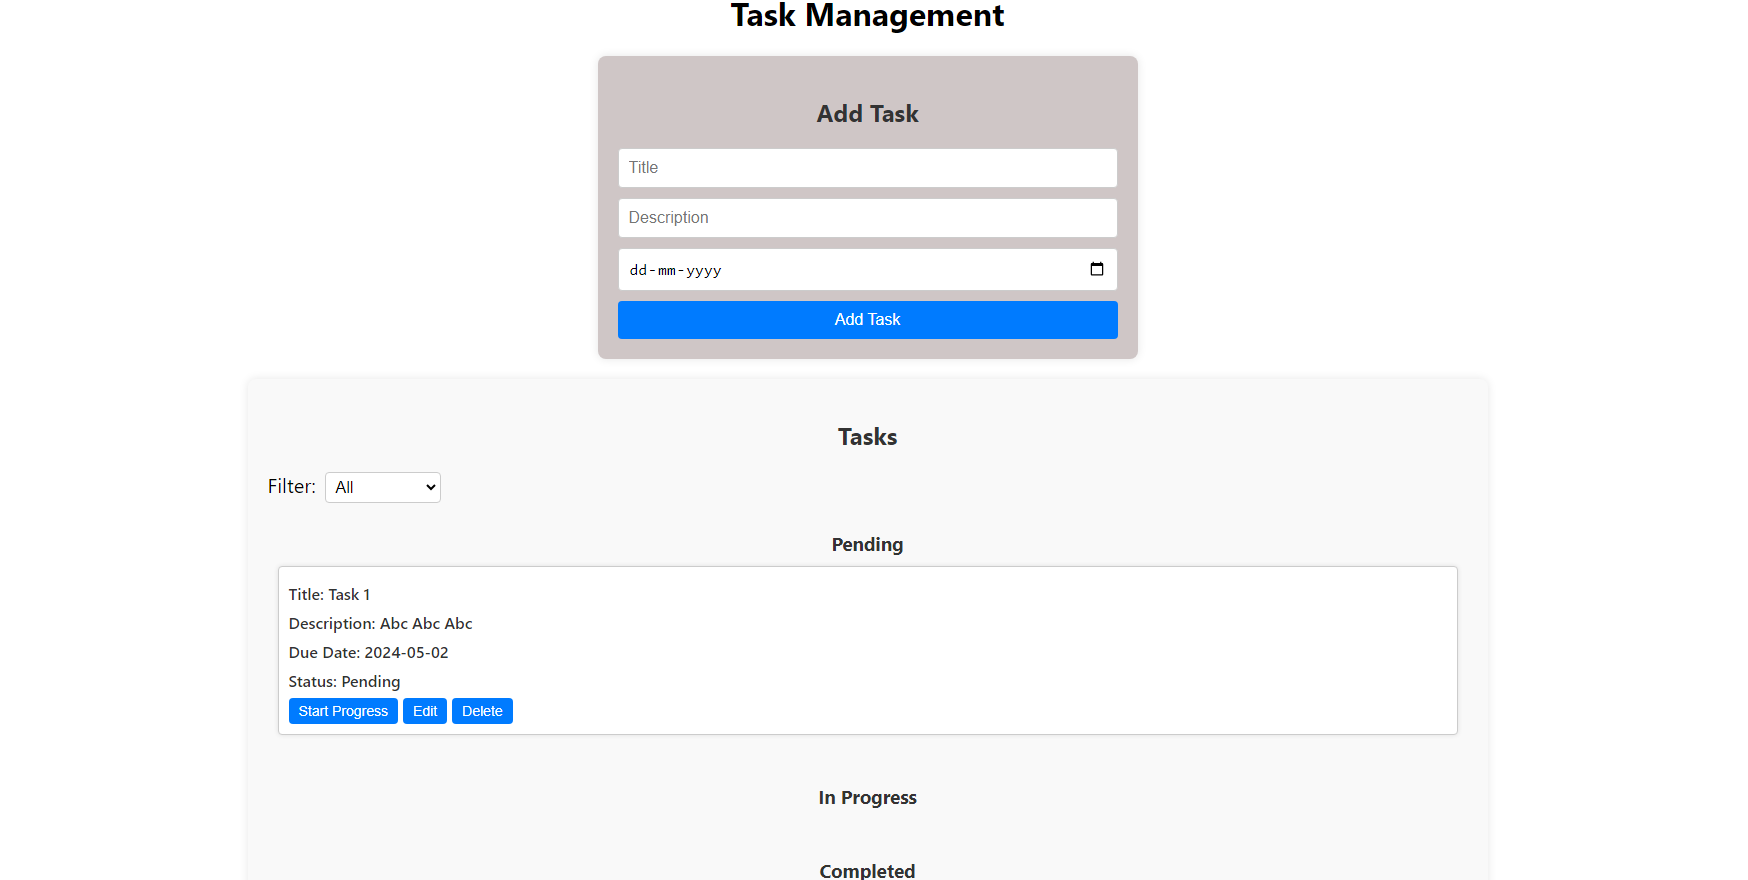 Task Management
Add Task
Title
Description
dd-mm-yyyy
Add Task
Tasks
Filter: All
Pending
Title: Task 1
Description: Abc Abc Abc
Due Date: 2024-05-02
Status: Pending
Start Progress Edit Delete
In Progress
Completed